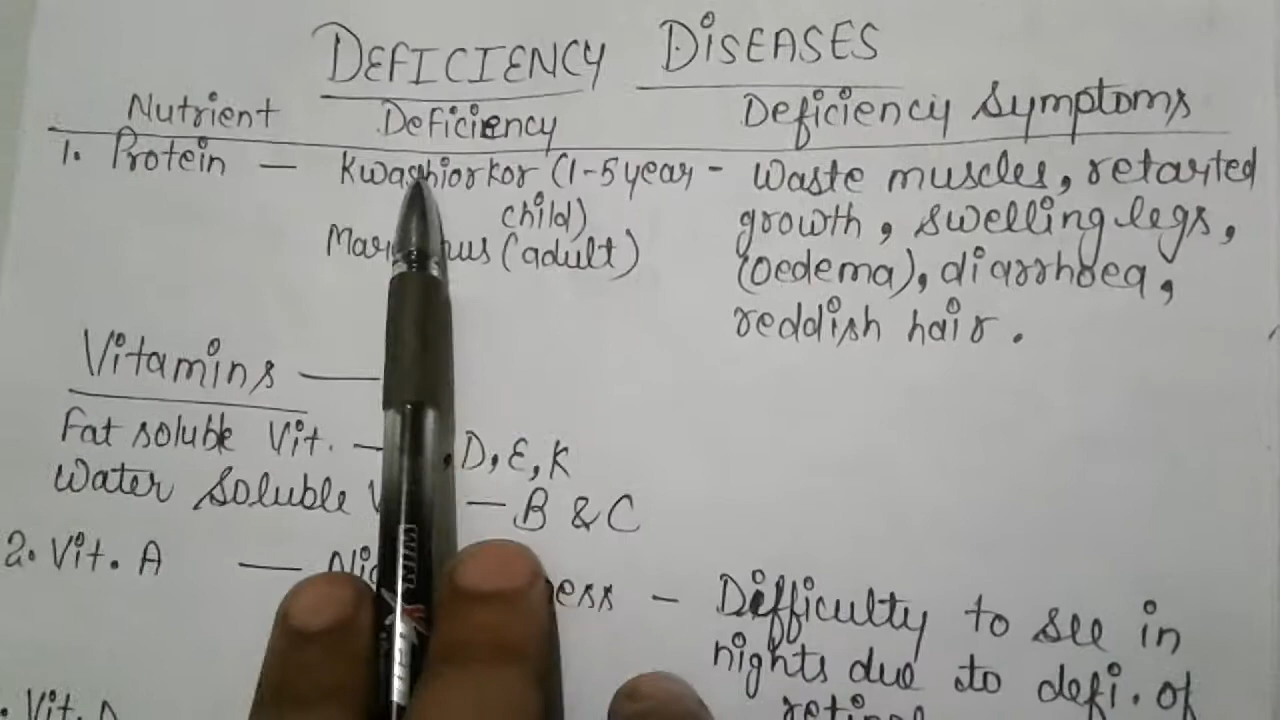 DEFICIENCY DISEASES
Nutrient Deficiency Deficiency Symptoms
1. Protein — Kwashiorkor (1-5 year - Waste muscles, retarted
child) growth, swelling legs,
(adult) (oedema), diarrhoea,
reddish hair.
Vitamins —
Fat soluble Vit. — D, E, K
Water soluble — B & C
2. Vit. A — - Difficulty to see in
nights due to defi. of
Vit.